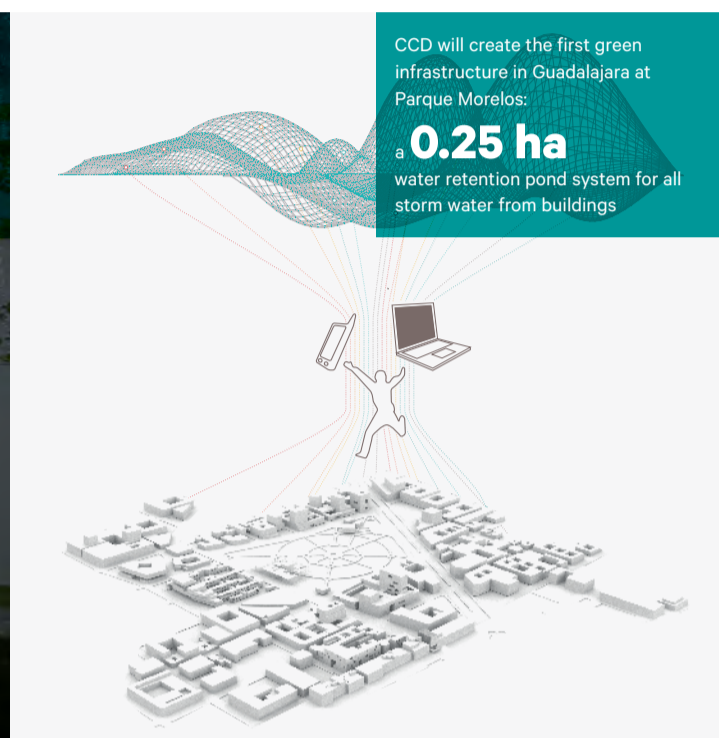 CCD will create the first green
infrastructure in Guadalajara at
Parque Morelos:
a 0.25 ha
water retention pond system for all
storm water from buildings